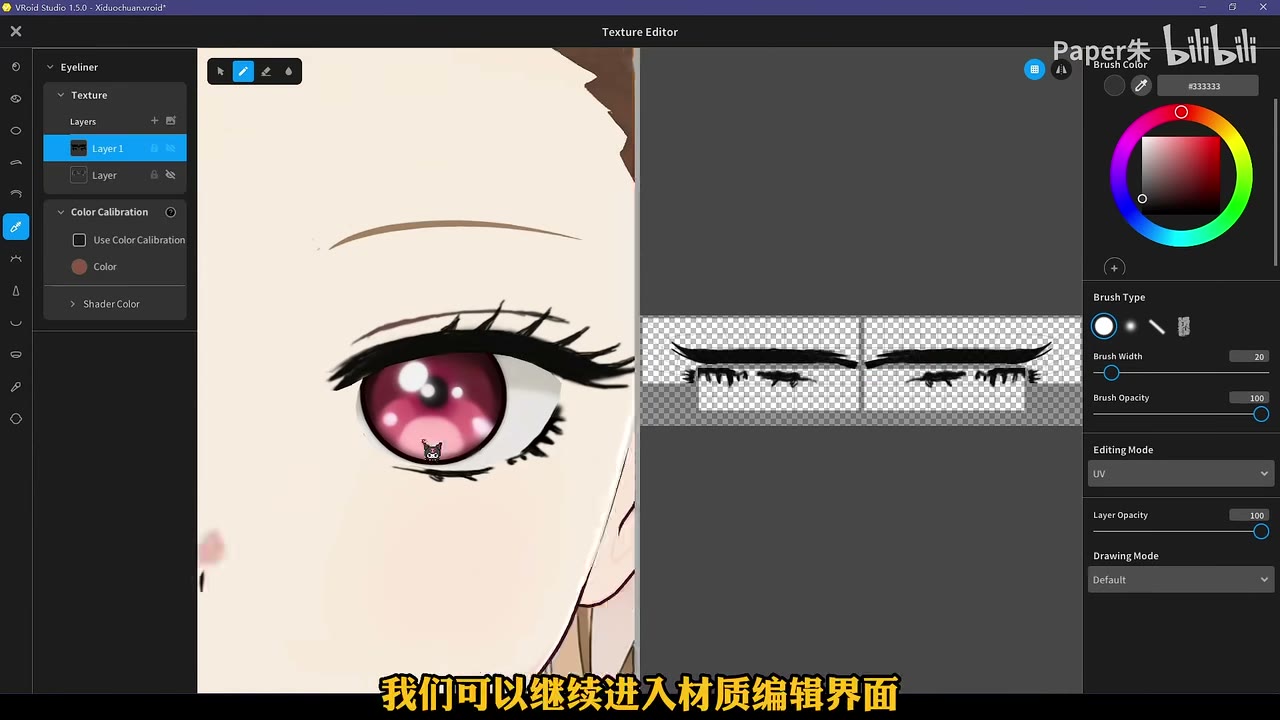 VRoid Studio 1.5.0 - Xiduochuan.vroid*
Texture Editor
Paper朱 bilibili
Eyeliner
Texture
Layers
Layer 1
Layer
Color Calibration
Use Color Calibration
Color
Shader Color
Brush Color
#333333
Brush Type
Brush Width 20
Brush Opacity 100
Editing Mode
UV
Layer Opacity 100
Drawing Mode
Default
我们可以继续进入材质编辑界面